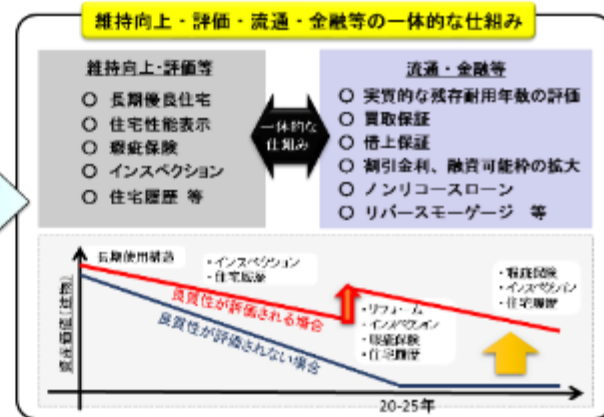 維持向上・評価・流通・金融等の一体的な仕組み
維持向上・評価等
○ 長期優良住宅
○ 住宅性能表示
○ 瑕疵保険
○ インスペクション
○ 住宅履歴 等
一体的な
仕組み
流通・金融等
○ 実質的な残存耐用年数の評価
○ 買取保証
○ 借上保証
○ 割引金利、融資可能枠の拡大
○ ノンリコースローン
○ リバースモーゲージ 等
長期使用構造
・インスペクション
・住宅履歴
良質性が評価される場合
良質性が評価されない場合
・リフォーム
・インスペクション
・瑕疵保険
・住宅履歴
・瑕疵保険
・インスペクション
・住宅履歴
20-25年